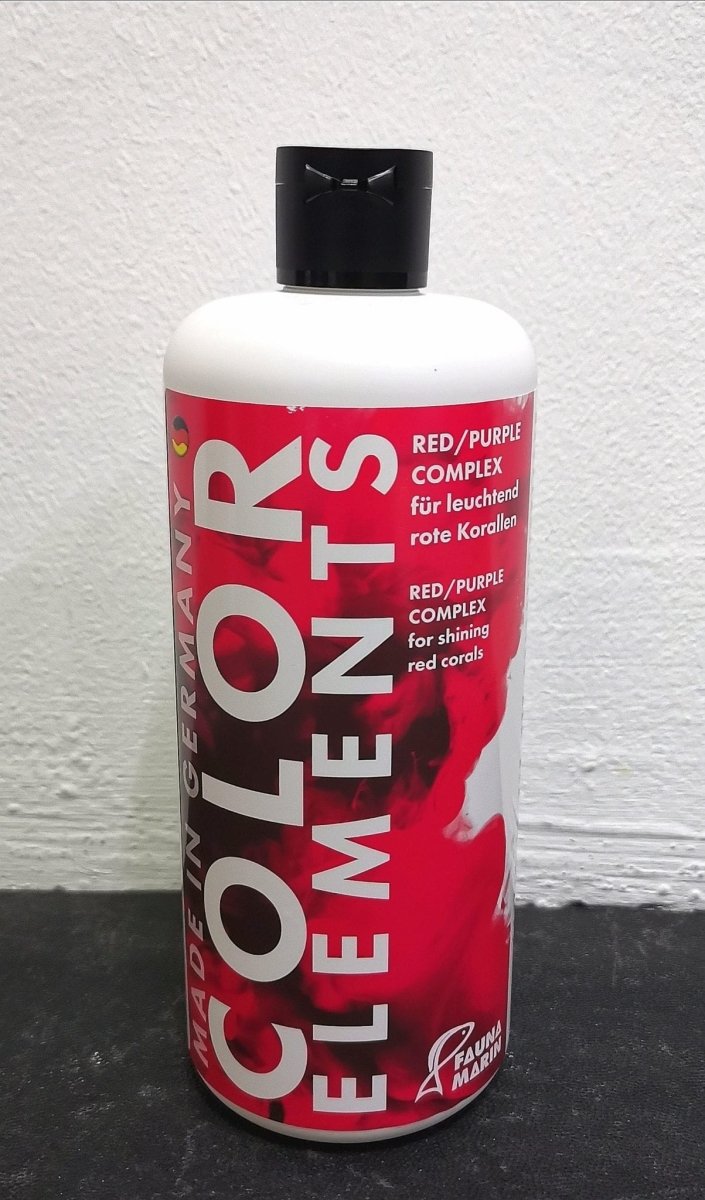 MADE IN GERMANY
COLOR
ELEMENTS
RED/PURPLE
COMPLEX
für leuchtend
rote Korallen
RED/PURPLE
COMPLEX
for shining
red corals
FAUNA
MARIN